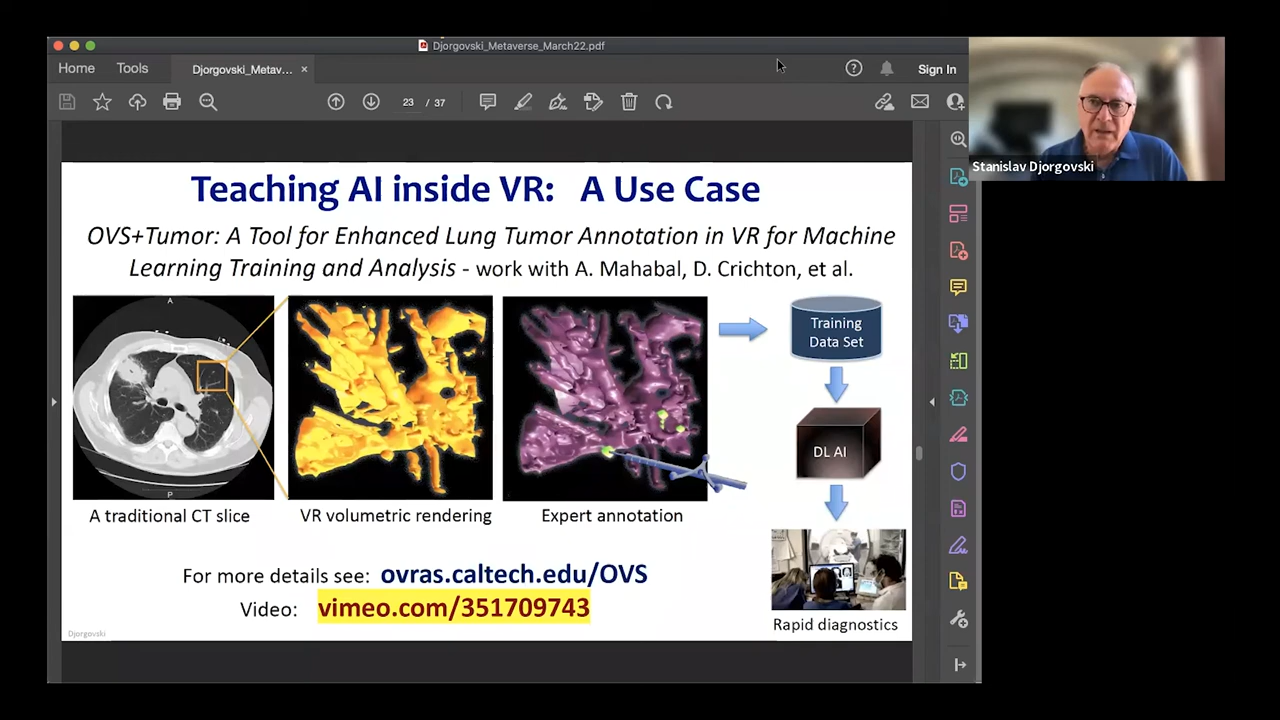 Djorgovski_Metaverse_March22.pdf
Home
Tools
Djorgovski_Metav...
×
Sign In
23 / 37
Stanislav Djorgovski
Teaching AI inside VR: A Use Case
OVS+Tumor: A Tool for Enhanced Lung Tumor Annotation in VR for Machine
Learning Training and Analysis - work with A. Mahabal, D. Crichton, et al.
A
P
Training
Data Set
DL AI
A traditional CT slice
VR volumetric rendering
Expert annotation
For more details see: ovras.caltech.edu/OVS
Video: vimeo.com/351709743
Rapid diagnostics
Djorgovski